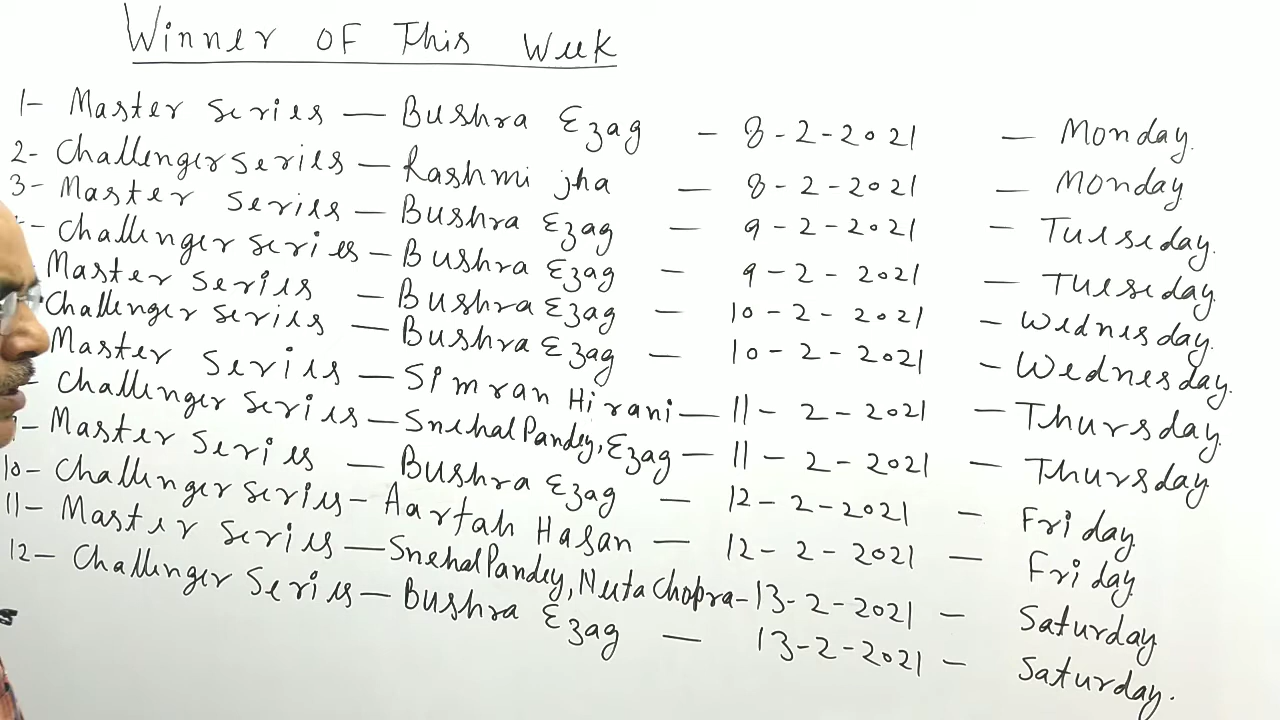 Winner OF This Week
1- Master Series — Bushra Ezag - 8-2-2021 — Monday.
2- Challenger series — Rashmi jha — 8-2-2021 — Monday
3- Master Series — Bushra Ezag — 9-2-2021 — Tueseday.
- Challenger series — Bushra Ezag — 9-2-2021 — Tueseday.
Master Series — Bushra Ezag — 10-2-2021 — Wednesday.
Challenger series — Bushra Ezag — 10-2-2021 — Wednesday.
Master Series — Simran Hirani — 11-2-2021 — Thursday
- Challenger series — Snehal Pandey, Ezag — 11-2-2021 — Thursday
- Master Series — Bushra Ezag — 12-2-2021 — Friday
10- Challenger series - Aartah Hasan — 12-2-2021 — Friday
11- Master Series — Snehal Pandey, Neeta Chopra - 13-2-2021 — Saturday
12- Challenger Series — Bushra Ezag — 13-2-2021 — Saturday.